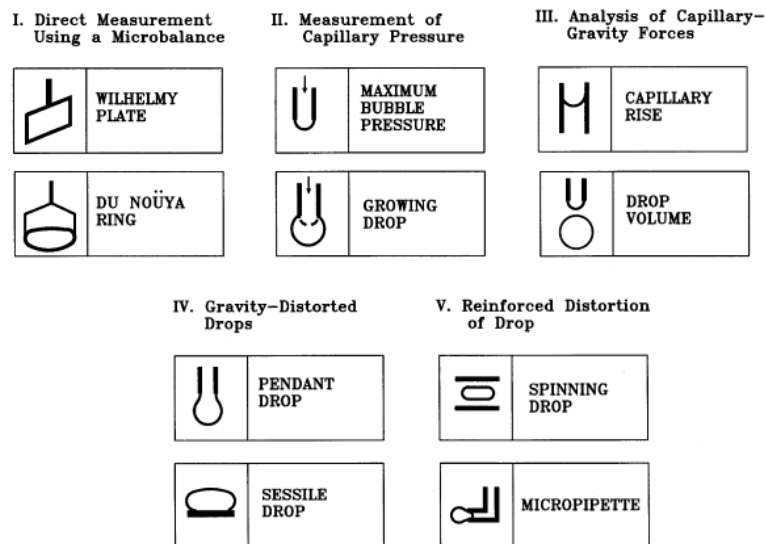 I. Direct Measurement
Using a Microbalance
WILHELMY
PLATE
DU NOÜYA
RING
II. Measurement of
Capillary Pressure
MAXIMUM
BUBBLE
PRESSURE
GROWING
DROP
III. Analysis of Capillary-
Gravity Forces
CAPILLARY
RISE
DROP
VOLUME
IV. Gravity-Distorted
Drops
PENDANT
DROP
SESSILE
DROP
V. Reinforced Distortion
of Drop
SPINNING
DROP
MICROPIPETTE